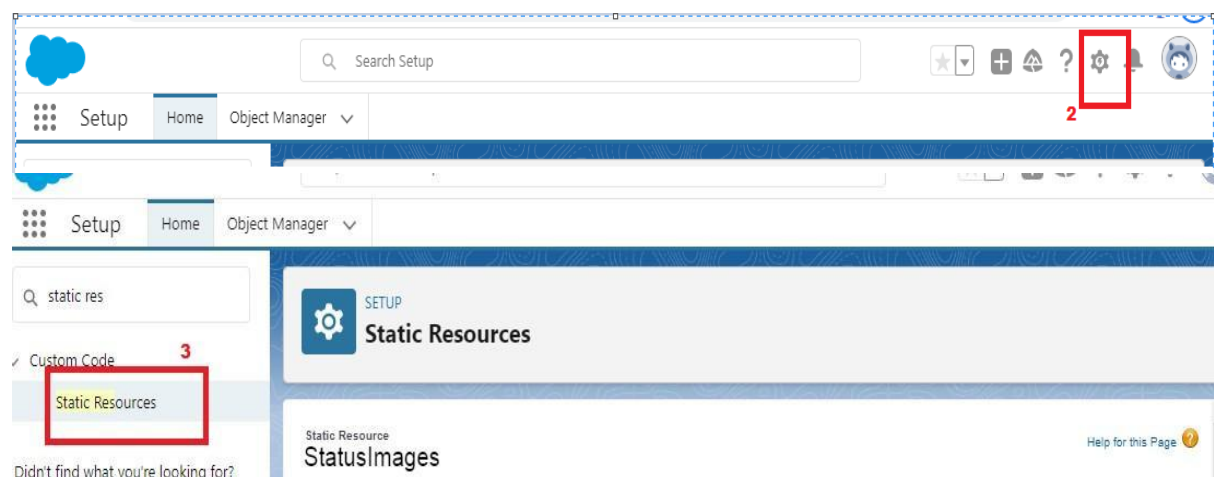 Search Setup
2
Setup Home Object Manager
Setup Home Object Manager
static res
SETUP
Static Resources
Custom Code 3
Static Resources
Static Resource
StatusImages
Help for this Page
Didn't find what you're looking for?